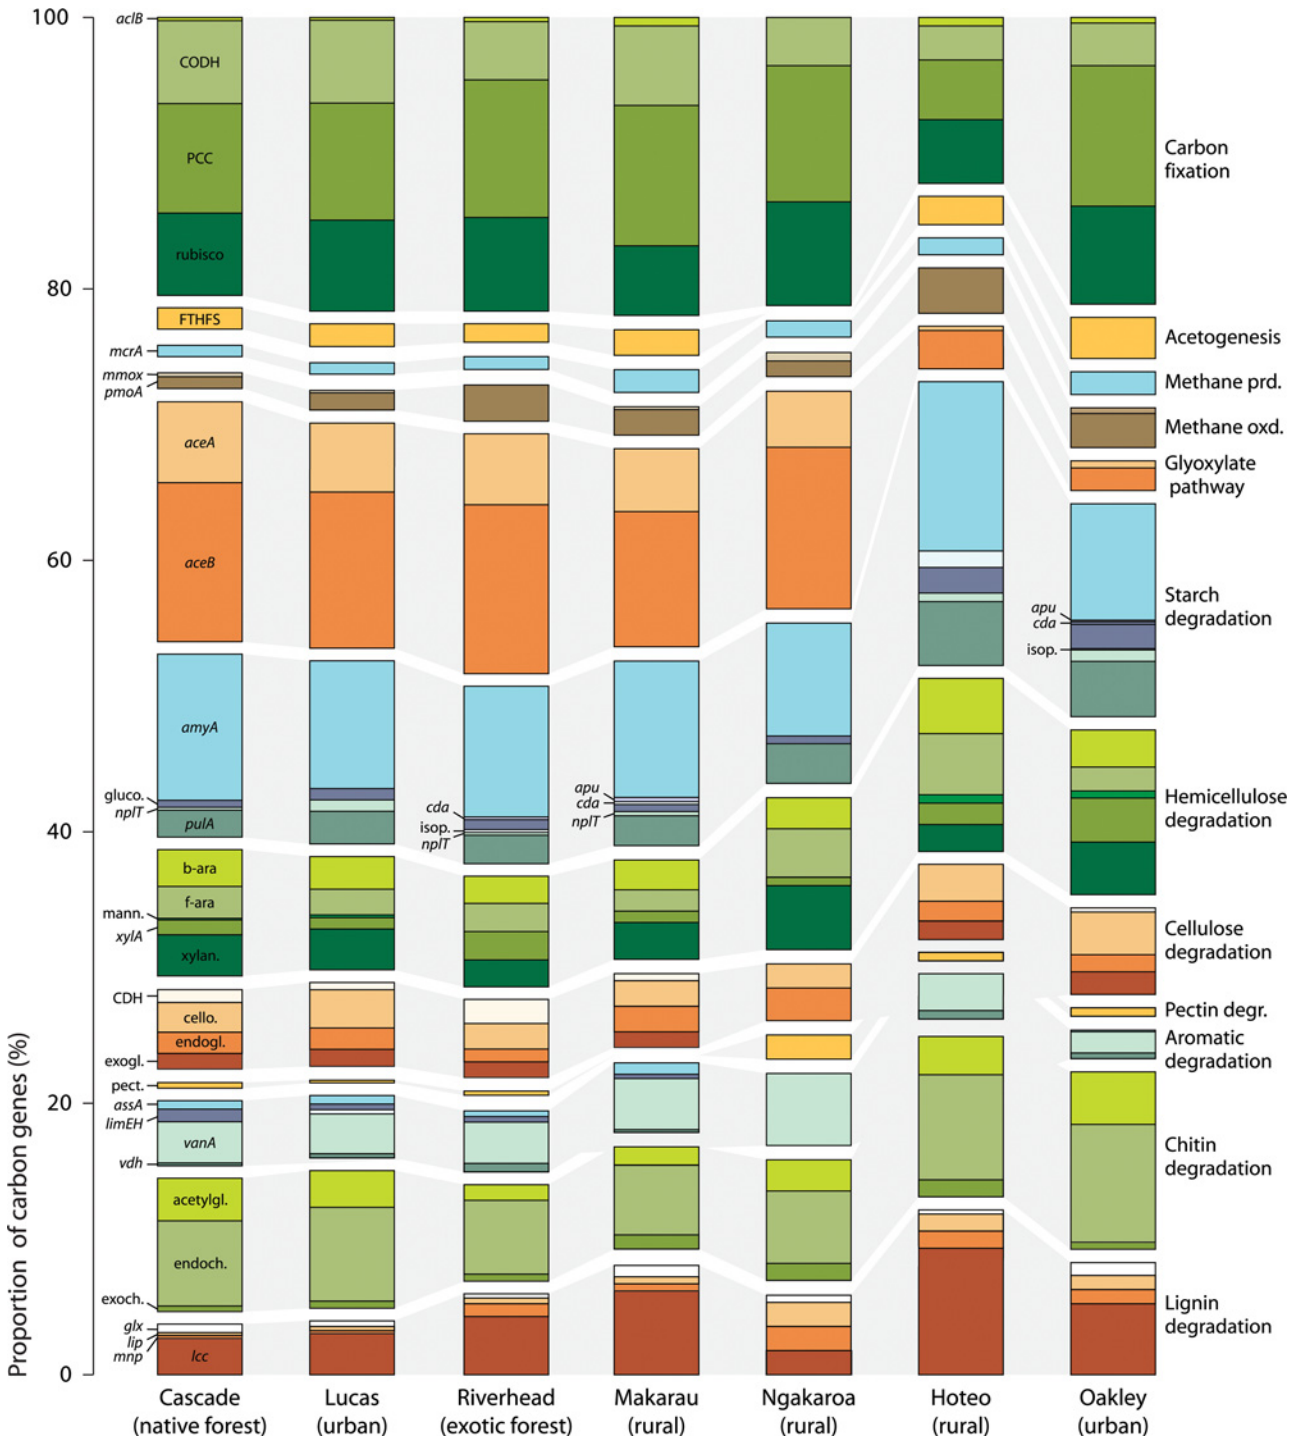 Proportion of carbon genes (%)
100
80
60
40
20
0
aclB
CODH
PCC
rubisco
FTHFS
mcrA
mmox
pmoA
aceA
aceB
amyA
gluco.
nplT
pulA
b-ara
f-ara
mann.
xylA
xylan.
CDH
cello.
endogl.
exogl.
pect.
assA
limEH
vanA
vdh
acetylgl.
endoch.
exoch.
glx
lip
mnp
lcc
cda
isop.
nplT
apu
cda
nplT
apu
cda
isop.
Carbon
fixation
Acetogenesis
Methane prd.
Methane oxd.
Glyoxylate
pathway
Starch
degradation
Hemicellulose
degradation
Cellulose
degradation
Pectin degr.
Aromatic
degradation
Chitin
degradation
Lignin
degradation
Cascade
(native forest)
Lucas
(urban)
Riverhead
(exotic forest)
Makarau
(rural)
Ngakaroa
(rural)
Hoteo
(rural)
Oakley
(urban)